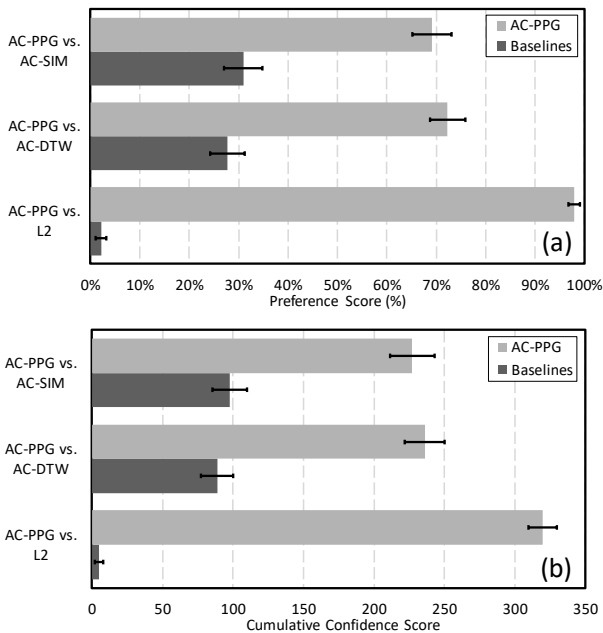 AC-PPG vs.
AC-SIM
AC-PPG
Baselines
AC-PPG vs.
AC-DTW
AC-PPG vs.
L2
(a)
0% 10% 20% 30% 40% 50% 60% 70% 80% 90% 100%
Preference Score (%)
AC-PPG vs.
AC-SIM
AC-PPG
Baselines
AC-PPG vs.
AC-DTW
AC-PPG vs.
L2
(b)
0 50 100 150 200 250 300 350
Cumulative Confidence Score